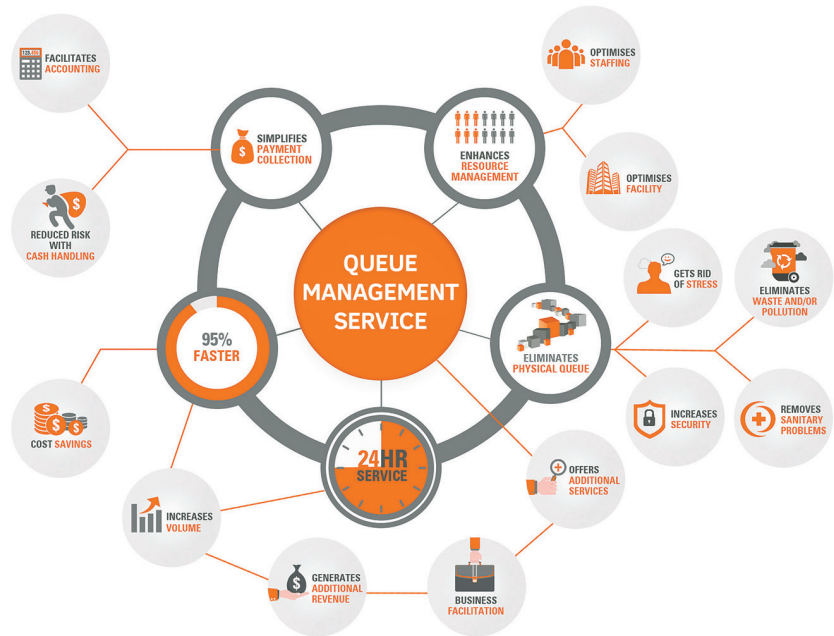 123,456
FACILITATES
ACCOUNTING
REDUCED RISK
WITH
CASH HANDLING
SIMPLIFIES
PAYMENT
COLLECTION
ENHANCES
RESOURCE
MANAGEMENT
OPTIMISES
STAFFING
OPTIMISES
FACILITY
QUEUE
MANAGEMENT
SERVICE
GETS RID
OF STRESS
ELIMINATES
WASTE AND/OR
POLLUTION
ELIMINATES
PHYSICAL QUEUE
INCREASES
SECURITY
REMOVES
SANITARY
PROBLEMS
95%
FASTER
COST SAVINGS
24HR
SERVICE
OFFERS
ADDITIONAL
SERVICES
INCREASES
VOLUME
GENERATES
ADDITIONAL
REVENUE
BUSINESS
FACILITATION